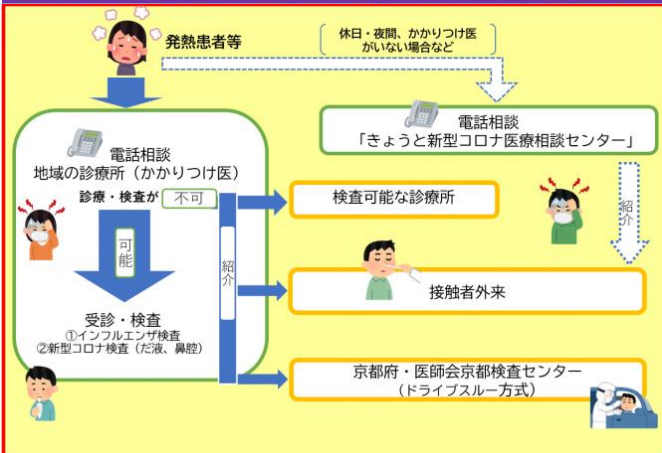 発熱患者等
休日・夜間、かかりつけ医
がいない場合など
電話相談
地域の診療所（かかりつけ医）
診療・検査が 不可
可能
受診・検査
①インフルエンザ検査
②新型コロナ検査（だ液、鼻腔）
紹介
電話相談
「きょうと新型コロナ医療相談センター」
紹介
検査可能な診療所
接触者外来
京都府・医師会京都検査センター
（ドライブスルー方式）